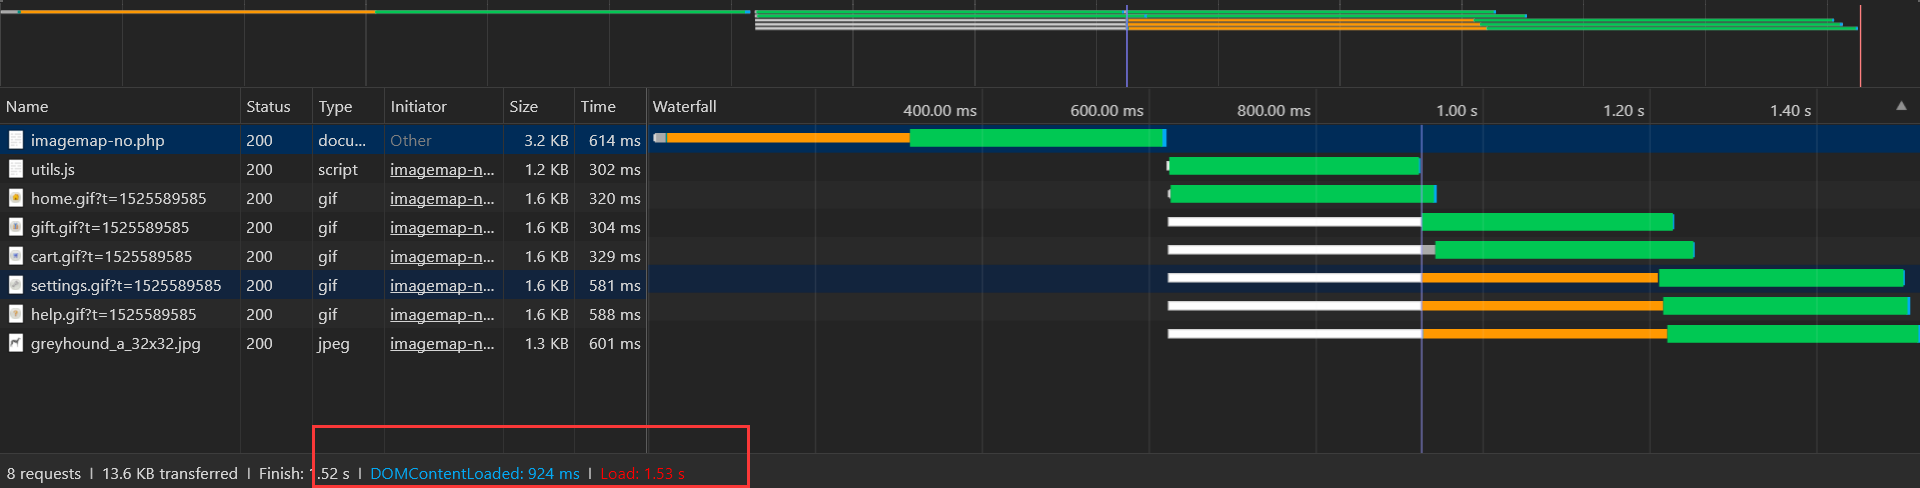 Name Status Type Initiator Size Time Waterfall 400.00 ms 600.00 ms 800.00 ms 1.00 s 1.20 s 1.40 s
imagemap-no.php 200 docu... Other 3.2 KB 614 ms
utils.js 200 script imagemap-n... 1.2 KB 302 ms
home.gif?t=1525589585 200 gif imagemap-n... 1.6 KB 320 ms
gift.gif?t=1525589585 200 gif imagemap-n... 1.6 KB 304 ms
cart.gif?t=1525589585 200 gif imagemap-n... 1.6 KB 329 ms
settings.gif?t=1525589585 200 gif imagemap-n... 1.6 KB 581 ms
help.gif?t=1525589585 200 gif imagemap-n... 1.6 KB 588 ms
greyhound_a_32x32.jpg 200 jpeg imagemap-n... 1.3 KB 601 ms
8 requests | 13.6 KB transferred | Finish: 1.52 s | DOMContentLoaded: 924 ms | Load: 1.53 s